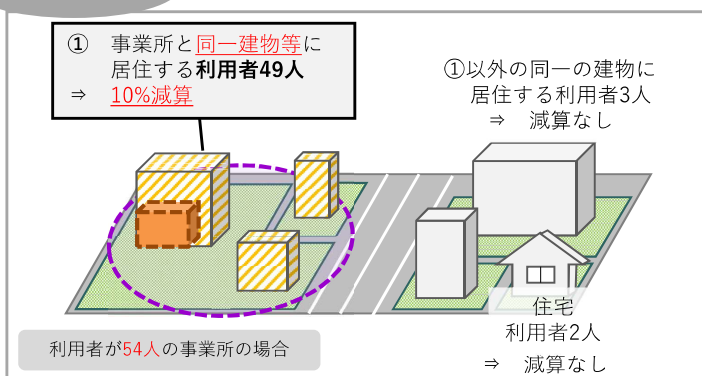 ① 事業所と同一建物等に
居住する利用者49人
⇒ 10%減算
①以外の同一の建物に
居住する利用者3人
⇒ 減算なし
住宅
利用者2人
⇒ 減算なし
利用者が54人の事業所の場合